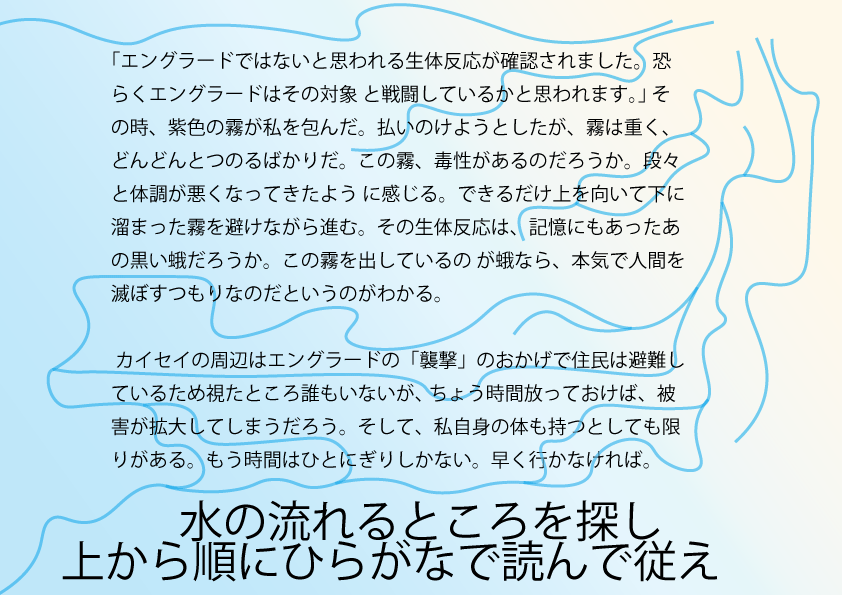 「エングラードではないと思われる生体反応が確認されました。恐
らくエングラードはその対象 と戦闘しているかと思われます。」そ
の時、紫色の霧が私を包んだ。払いのけようとしたが、霧は重く、
どんどんとつのるばかりだ。この霧、毒性があるのだろうか。段々
と体調が悪くなってきたよう に感じる。できるだけ上を向いて下に
溜まった霧を避けながら進む。その生体反応は、記憶にもあったあ
の黒い蛾だろうか。この霧を出しているの が蛾なら、本気で人間を
滅ぼすつもりなのだというのがわかる。
カイセイの周辺はエングラードの「襲撃」のおかげで住民は避難し
ているため視たところ誰もいないが、ちょう時間放っておけば、被
害が拡大してしまうだろう。そして、私自身の体も持つとしても限
りがある。もう時間はひとにぎりしかない。早く行かなければ。
水の流れるところを探し
上から順にひらがなで読んで従え